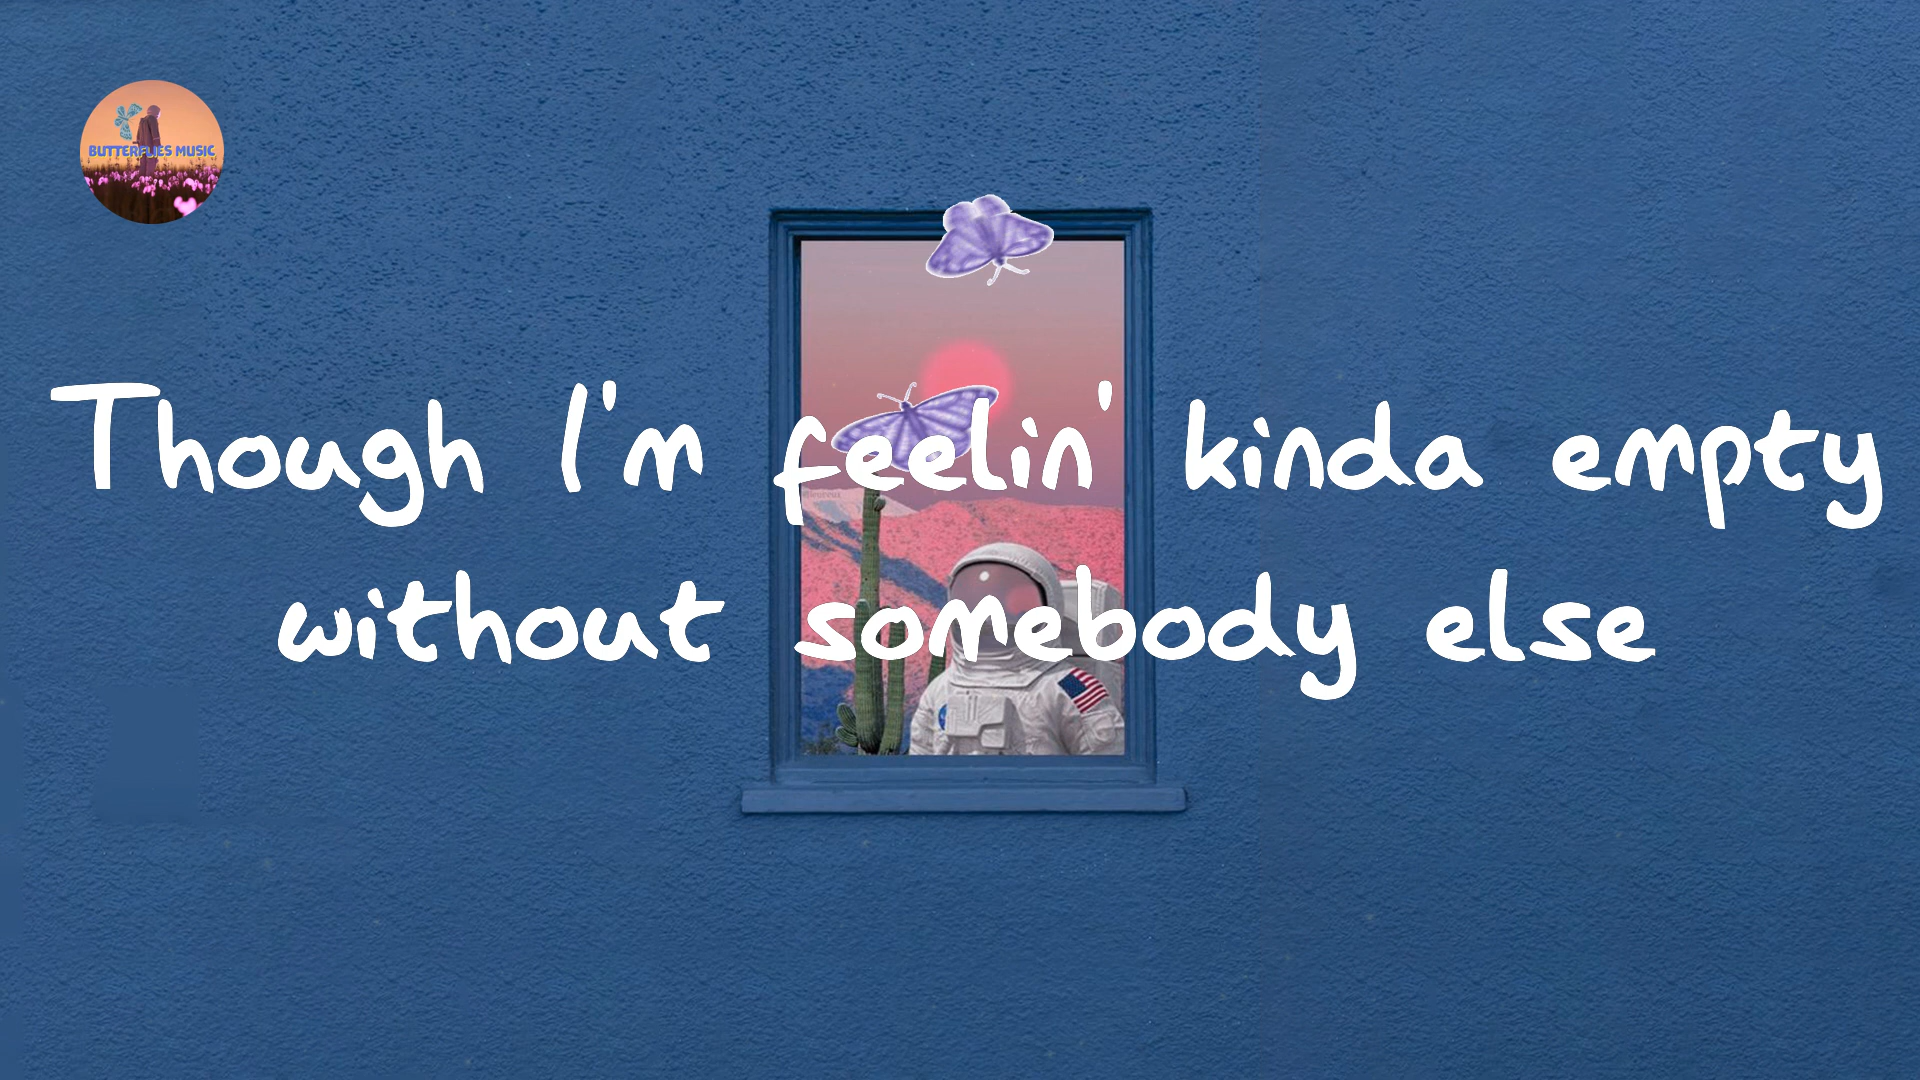 BUTTERFLIES MUSIC
Though I'm feelin' kinda empty
without somebody else